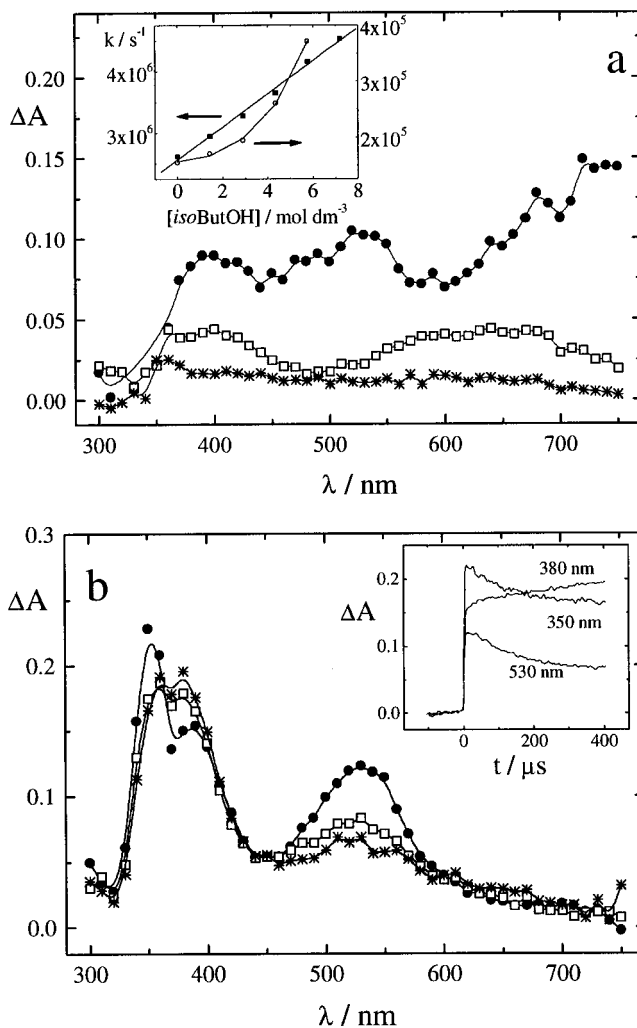 a
0.20
ΔA
0.15
0.10
0.05
0.00
300 400 500 600 700
λ / nm
k / s⁻¹
4x10⁶
3x10⁶
4x10⁵
3x10⁵
2x10⁵
0 2 4 6 8
[isoButOH] / mol dm⁻³
b
0.3
ΔA
0.2
0.1
0.0
300 400 500 600 700
λ / nm
ΔA
0.2
0.1
0.0
380 nm
350 nm
530 nm
0 200 400
t / μs